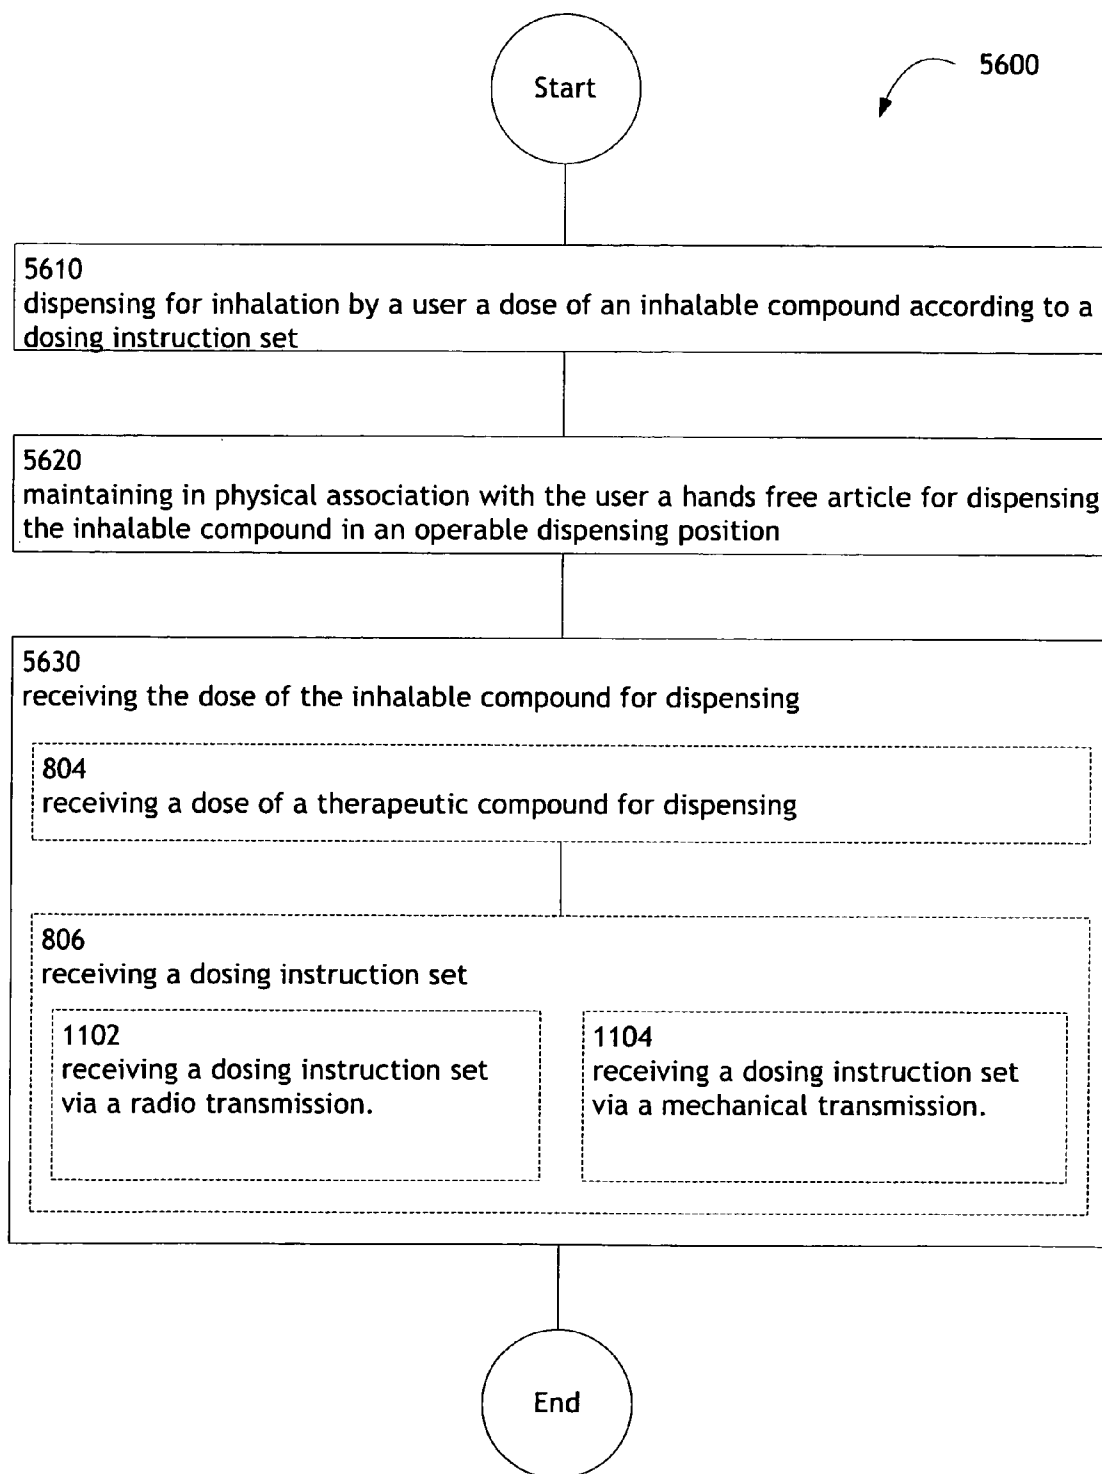 Start
5600
5610
dispensing for inhalation by a user a dose of an inhalable compound according to a
dosing instruction set
5620
maintaining in physical association with the user a hands free article for dispensing
the inhalable compound in an operable dispensing position
5630
receiving the dose of the inhalable compound for dispensing
804
receiving a dose of a therapeutic compound for dispensing
806
receiving a dosing instruction set
1102
receiving a dosing instruction set
via a radio transmission.
1104
receiving a dosing instruction set
via a mechanical transmission.
End